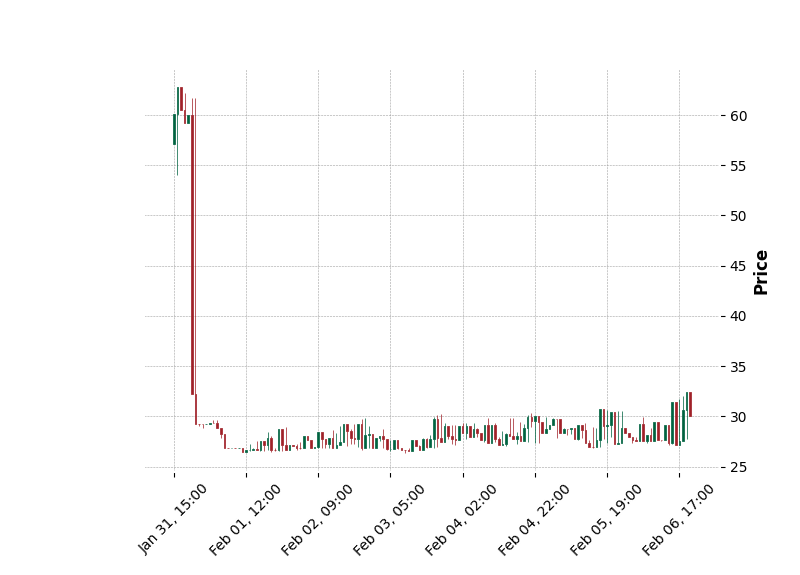 60
55
50
45
40
35
30
25
Price
Jan 31, 15:00
Feb 01, 12:00
Feb 02, 09:00
Feb 03, 05:00
Feb 04, 02:00
Feb 04, 22:00
Feb 05, 19:00
Feb 06, 17:00